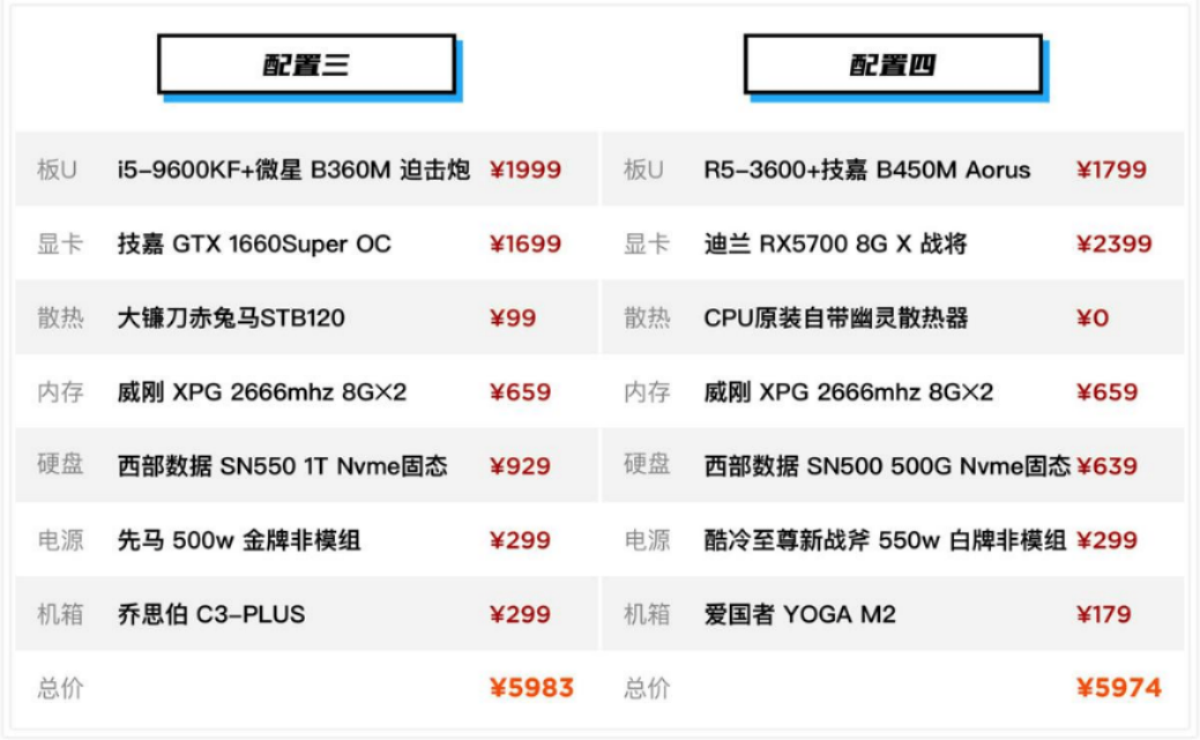 配置三
板U i5-9600KF+微星 B360M 迫击炮 ¥1999
显卡 技嘉 GTX 1660Super OC ¥1699
散热 大镰刀赤兔马STB120 ¥99
内存 威刚 XPG 2666mhz 8G×2 ¥659
硬盘 西部数据 SN550 1T Nvme固态 ¥929
电源 先马 500w 金牌非模组 ¥299
机箱 乔思伯 C3-PLUS ¥299
总价 ¥5983
配置四
板U R5-3600+技嘉 B450M Aorus ¥1799
显卡 迪兰 RX5700 8G X 战将 ¥2399
散热 CPU原装自带幽灵散热器 ¥0
内存 威刚 XPG 2666mhz 8G×2 ¥659
硬盘 西部数据 SN500 500G Nvme固态 ¥639
电源 酷冷至尊新战斧 550w 白牌非模组 ¥299
机箱 爱国者 YOGA M2 ¥179
总价 ¥5974